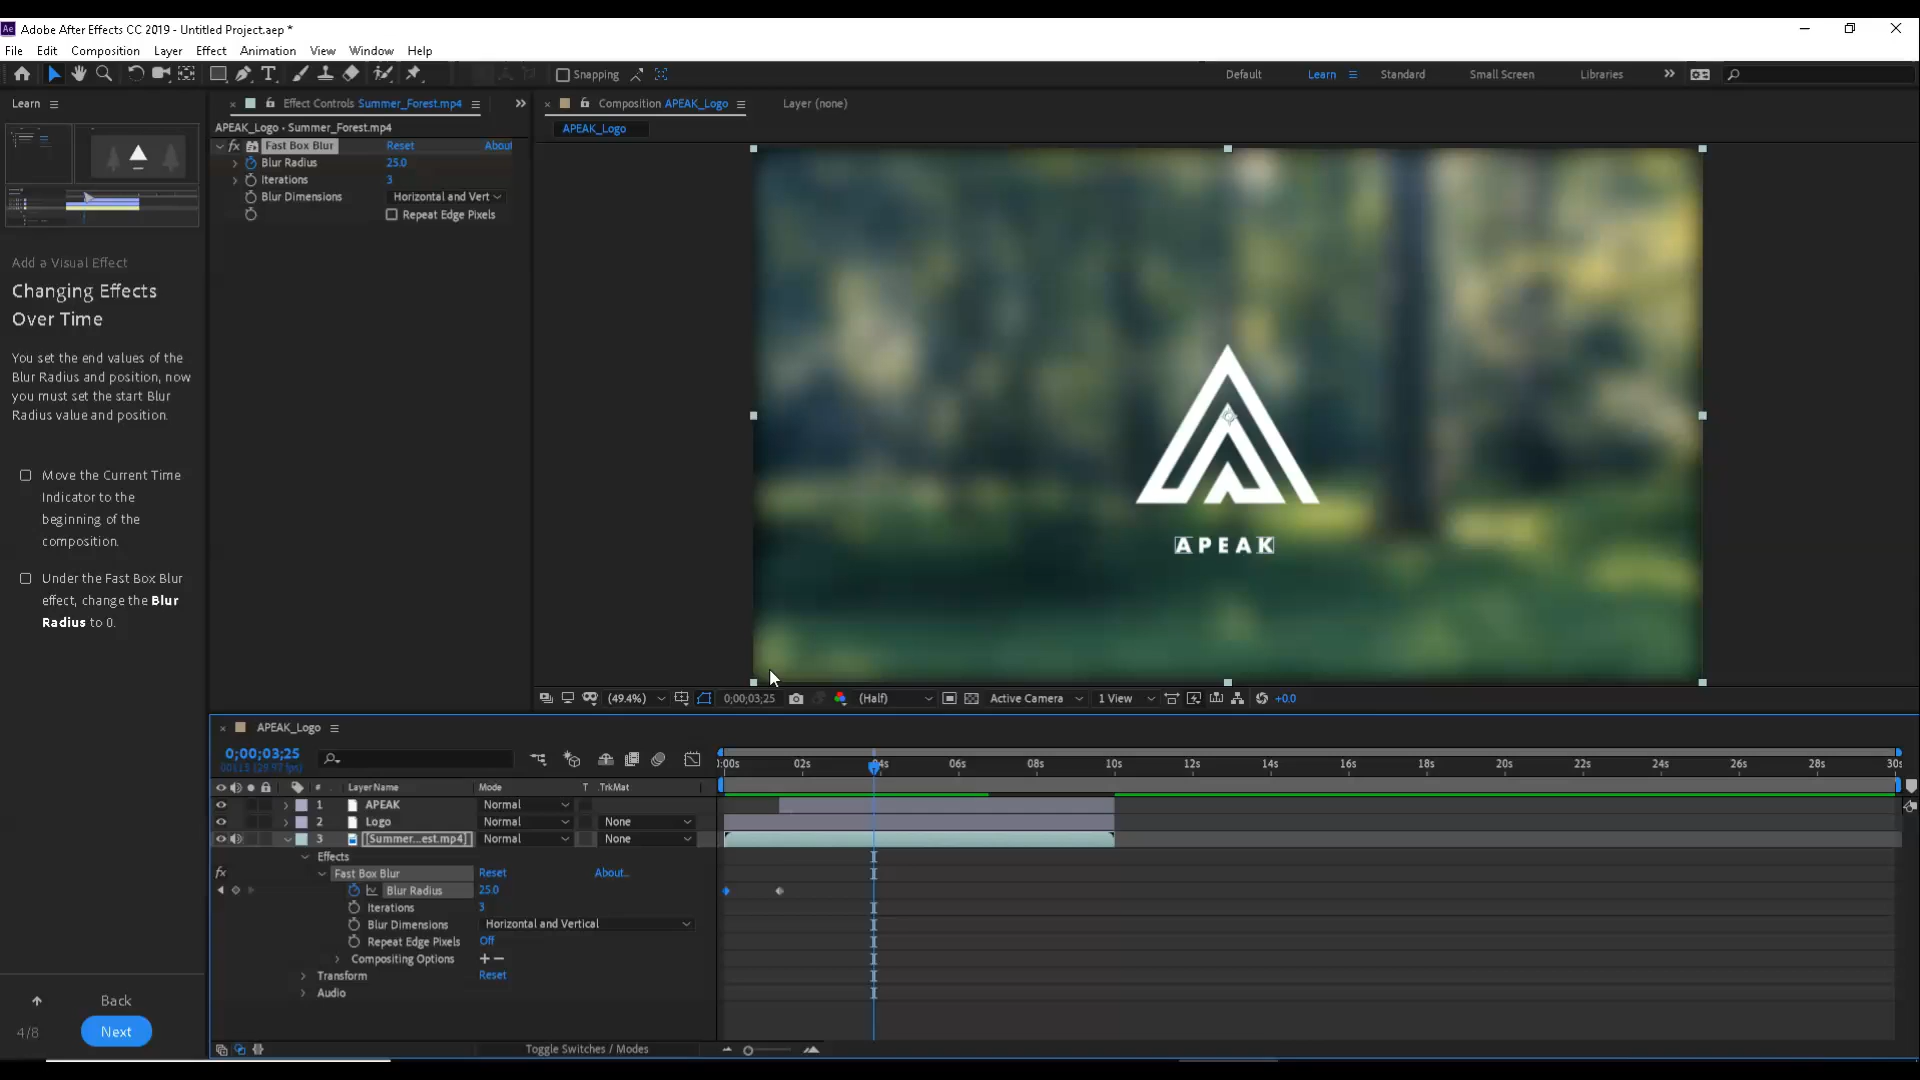 Adobe After Effects CC 2019 - Untitled Project.aep *
File Edit Composition Layer Effect Animation View Window Help
Snapping Default Learn Standard Small Screen Libraries
Learn
Effect Controls Summer_Forest.mp4
Composition APEAK_Logo
Layer (none)
APEAK_Logo - Summer_Forest.mp4
APEAK_Logo
fx Fast Box Blur Reset About
Blur Radius 25.0
Iterations 3
Blur Dimensions Horizontal and Vert
Repeat Edge Pixels
Add a Visual Effect
Changing Effects
Over Time
You set the end values of the
Blur Radius and position, now
you must set the start Blur
Radius value and position.
Move the Current Time
Indicator to the
beginning of the
composition.
Under the Fast Box Blur
effect, change the Blur
Radius to 0.
Back
4/8
Next
APEAK
(49.4%) 0;00;03;25 (Half) Active Camera 1 View +0.0
APEAK_Logo
0;00;03;25
# Layer Name Mode T TrkMat
):00s 02s 04s 06s 08s 10s 12s 14s 16s 18s 20s 22s 24s 26s 28s 30s
1 APEAK Normal
2 Logo Normal None
3 [Summer...est.mp4] Normal None
Effects
fx Fast Box Blur Reset About...
Blur Radius 25.0
Iterations 3
Blur Dimensions Horizontal and Vertical
Repeat Edge Pixels Off
Compositing Options + −
Transform Reset
Audio
Toggle Switches / Modes